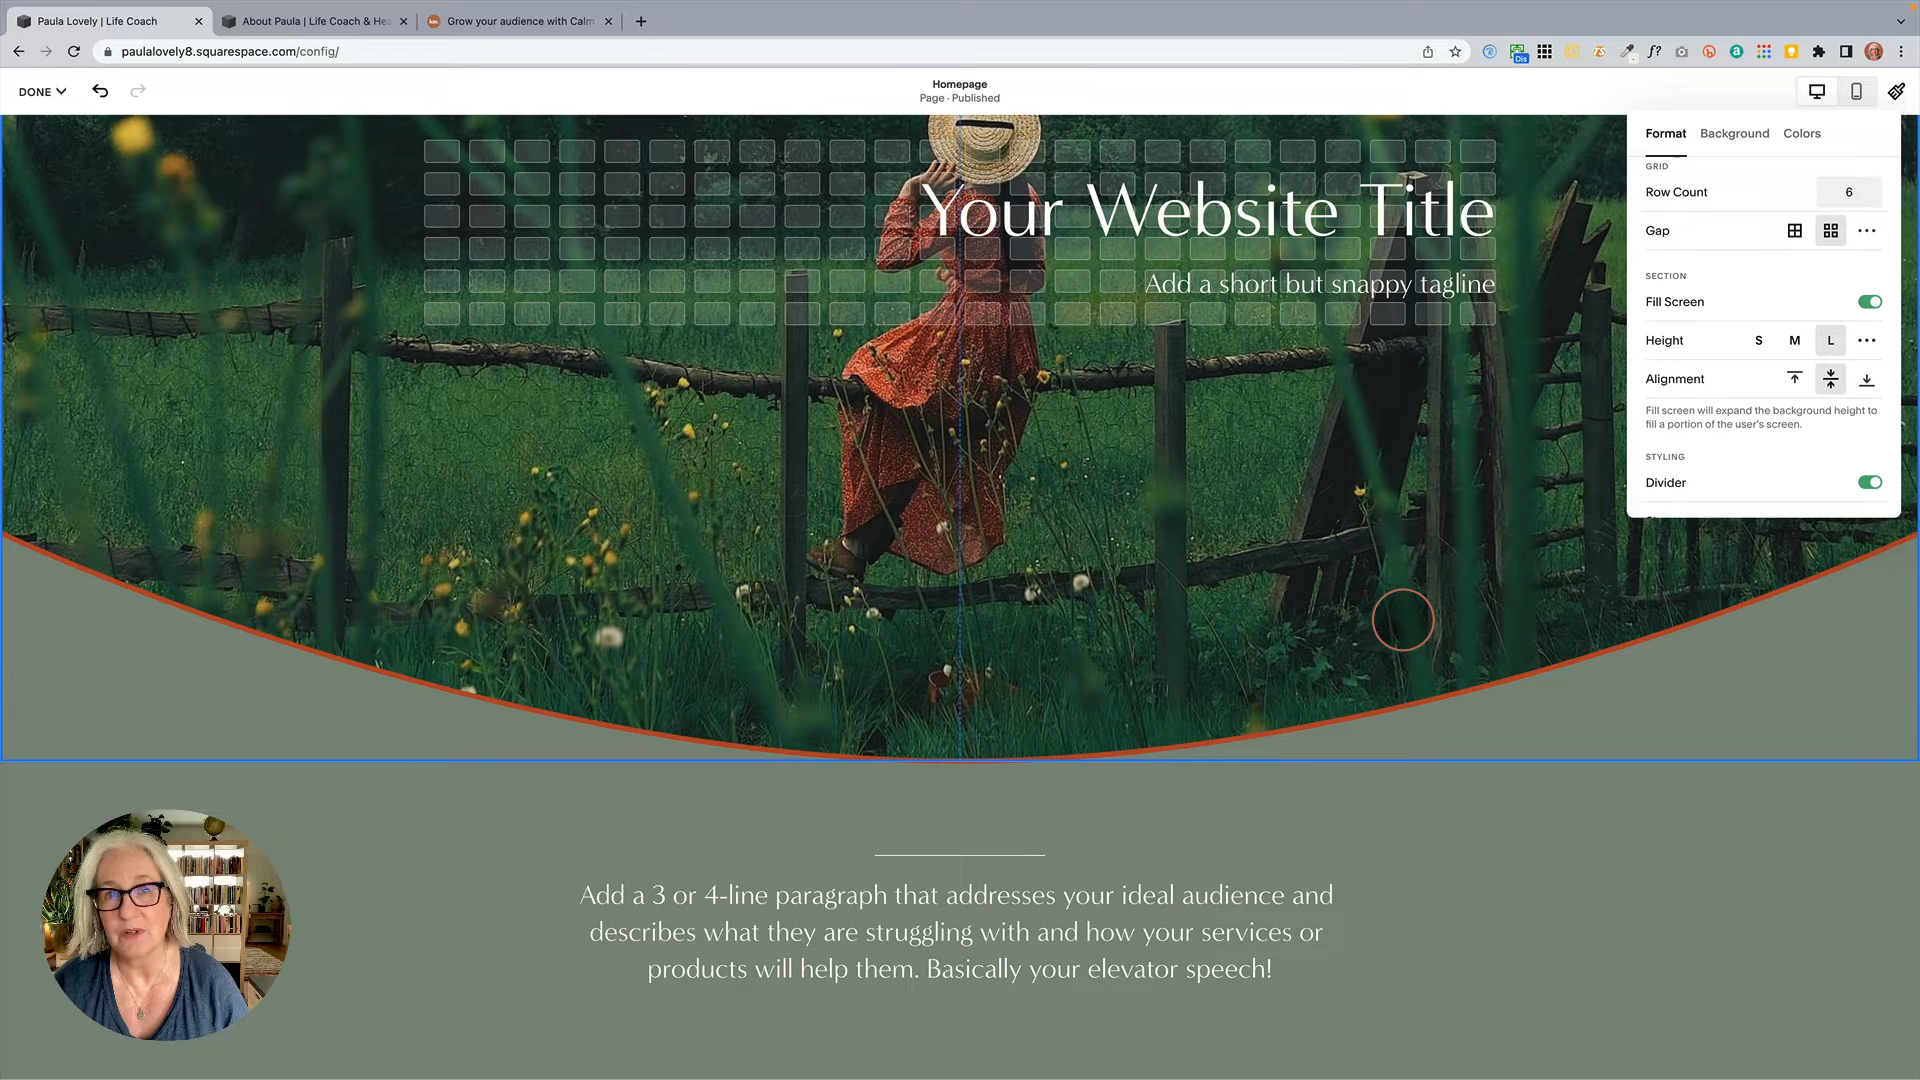 Paula Lovely | Life Coach
About Paula | Life Coach & Hea
Grow your audience with Calm
paulalovely8.squarespace.com/config/
Dis
f?
DONE
Homepage
Page · Published
Format Background Colors
GRID
Row Count 6
Gap
SECTION
Fill Screen
Height S M L
Alignment
Fill screen will expand the background height to
fill a portion of the user's screen.
STYLING
Divider
Your Website Title
Add a short but snappy tagline
Add a 3 or 4-line paragraph that addresses your ideal audience and
describes what they are struggling with and how your services or
products will help them. Basically your elevator speech!